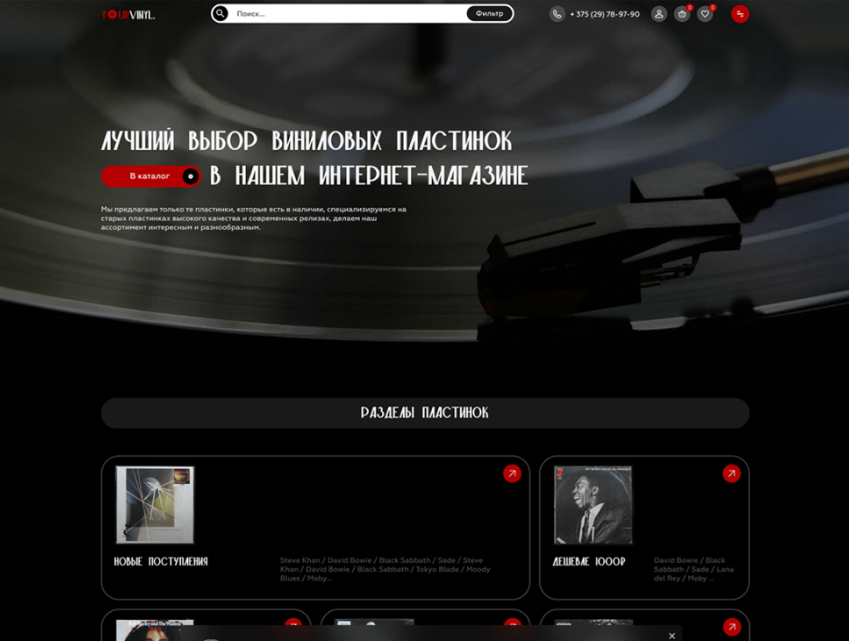 YOURVINYL.
Поиск...
Фильтр
+ 375 (29) 78-97-90
0
0
ЛУЧШИЙ ВЫБОР ВИНИЛОВЫХ ПЛАСТИНОК
В каталог
В НАШЕМ ИНТЕРНЕТ-МАГАЗИНЕ
Мы предлагаем только те пластинки, которые есть в наличии, специализируемся на
старых пластинках высокого качества и современных релизах, делаем наш
ассортимент интересным и разнообразным.
РАЗДЕЛЫ ПЛАСТИНОК
НОВЫЕ ПОСТУПЛЕНИЯ
Steve Khan / David Bowie / Black Sabbath / Sade / Steve
Khan / David Bowie / Black Sabbath / Tokyo Blade / Moody
Blues / Moby...
ДЕШЕВЛЕ 1000Р
David Bowie / Black
Sabbath / Sade / Lana
del Rey / Moby ...